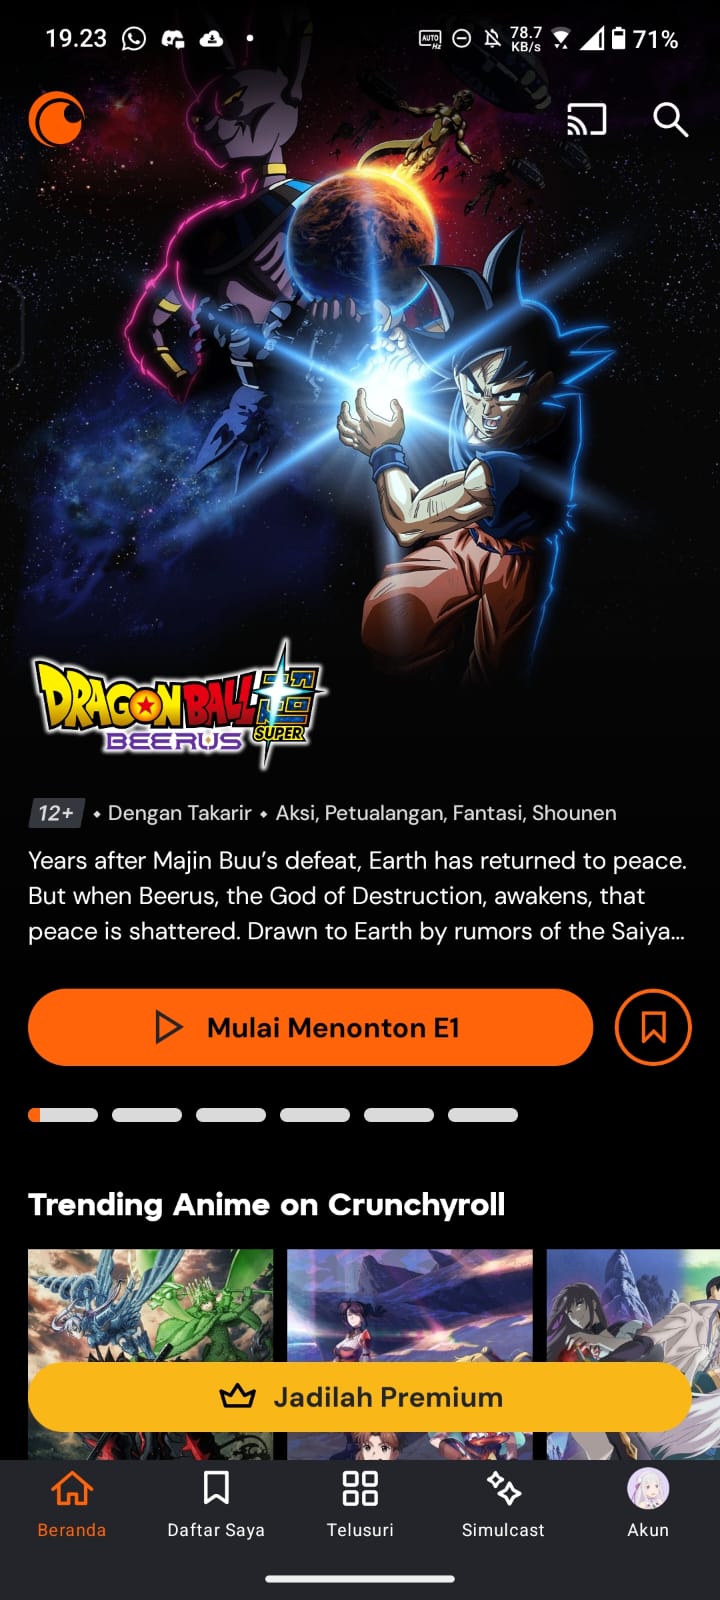 19.23
AUTO Hz
78.7 KB/s
71%
DRAGON BALL 超
SUPER
BEERUS
12+ ⬩ Dengan Takarir ⬩ Aksi, Petualangan, Fantasi, Shounen
Years after Majin Buu’s defeat, Earth has returned to peace.
But when Beerus, the God of Destruction, awakens, that
peace is shattered. Drawn to Earth by rumors of the Saiya...
Mulai Menonton E1
Trending Anime on Crunchyroll
Jadilah Premium
Beranda
Daftar Saya
Telusuri
Simulcast
Akun